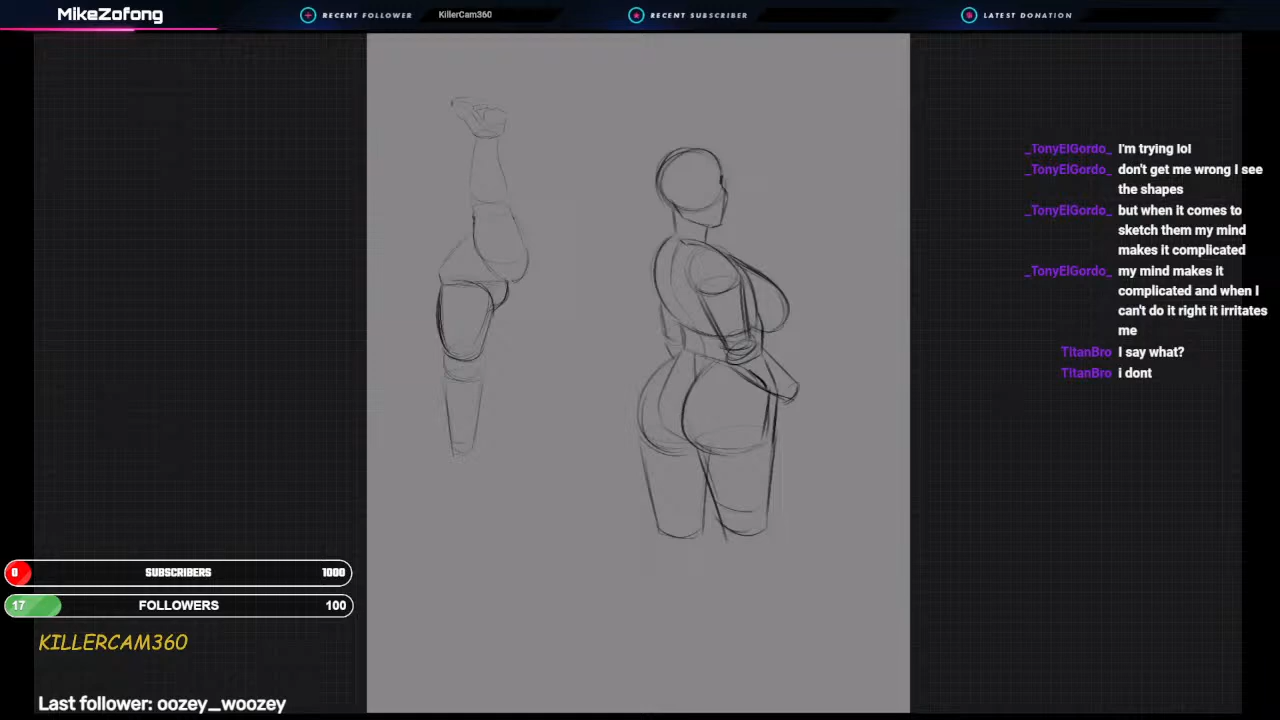 MikeZofong
RECENT FOLLOWER KillerCam360
RECENT SUBSCRIBER
LATEST DONATION
_TonyElGordo_ I'm trying lol
_TonyElGordo_ don't get me wrong I see
the shapes
_TonyElGordo_ but when it comes to
sketch them my mind
makes it complicated
_TonyElGordo_ my mind makes it
complicated and when I
can't do it right it irritates
me
TitanBro I say what?
TitanBro i dont
0 SUBSCRIBERS 1000
17 FOLLOWERS 100
KILLERCAM360
Last follower: oozey_woozey